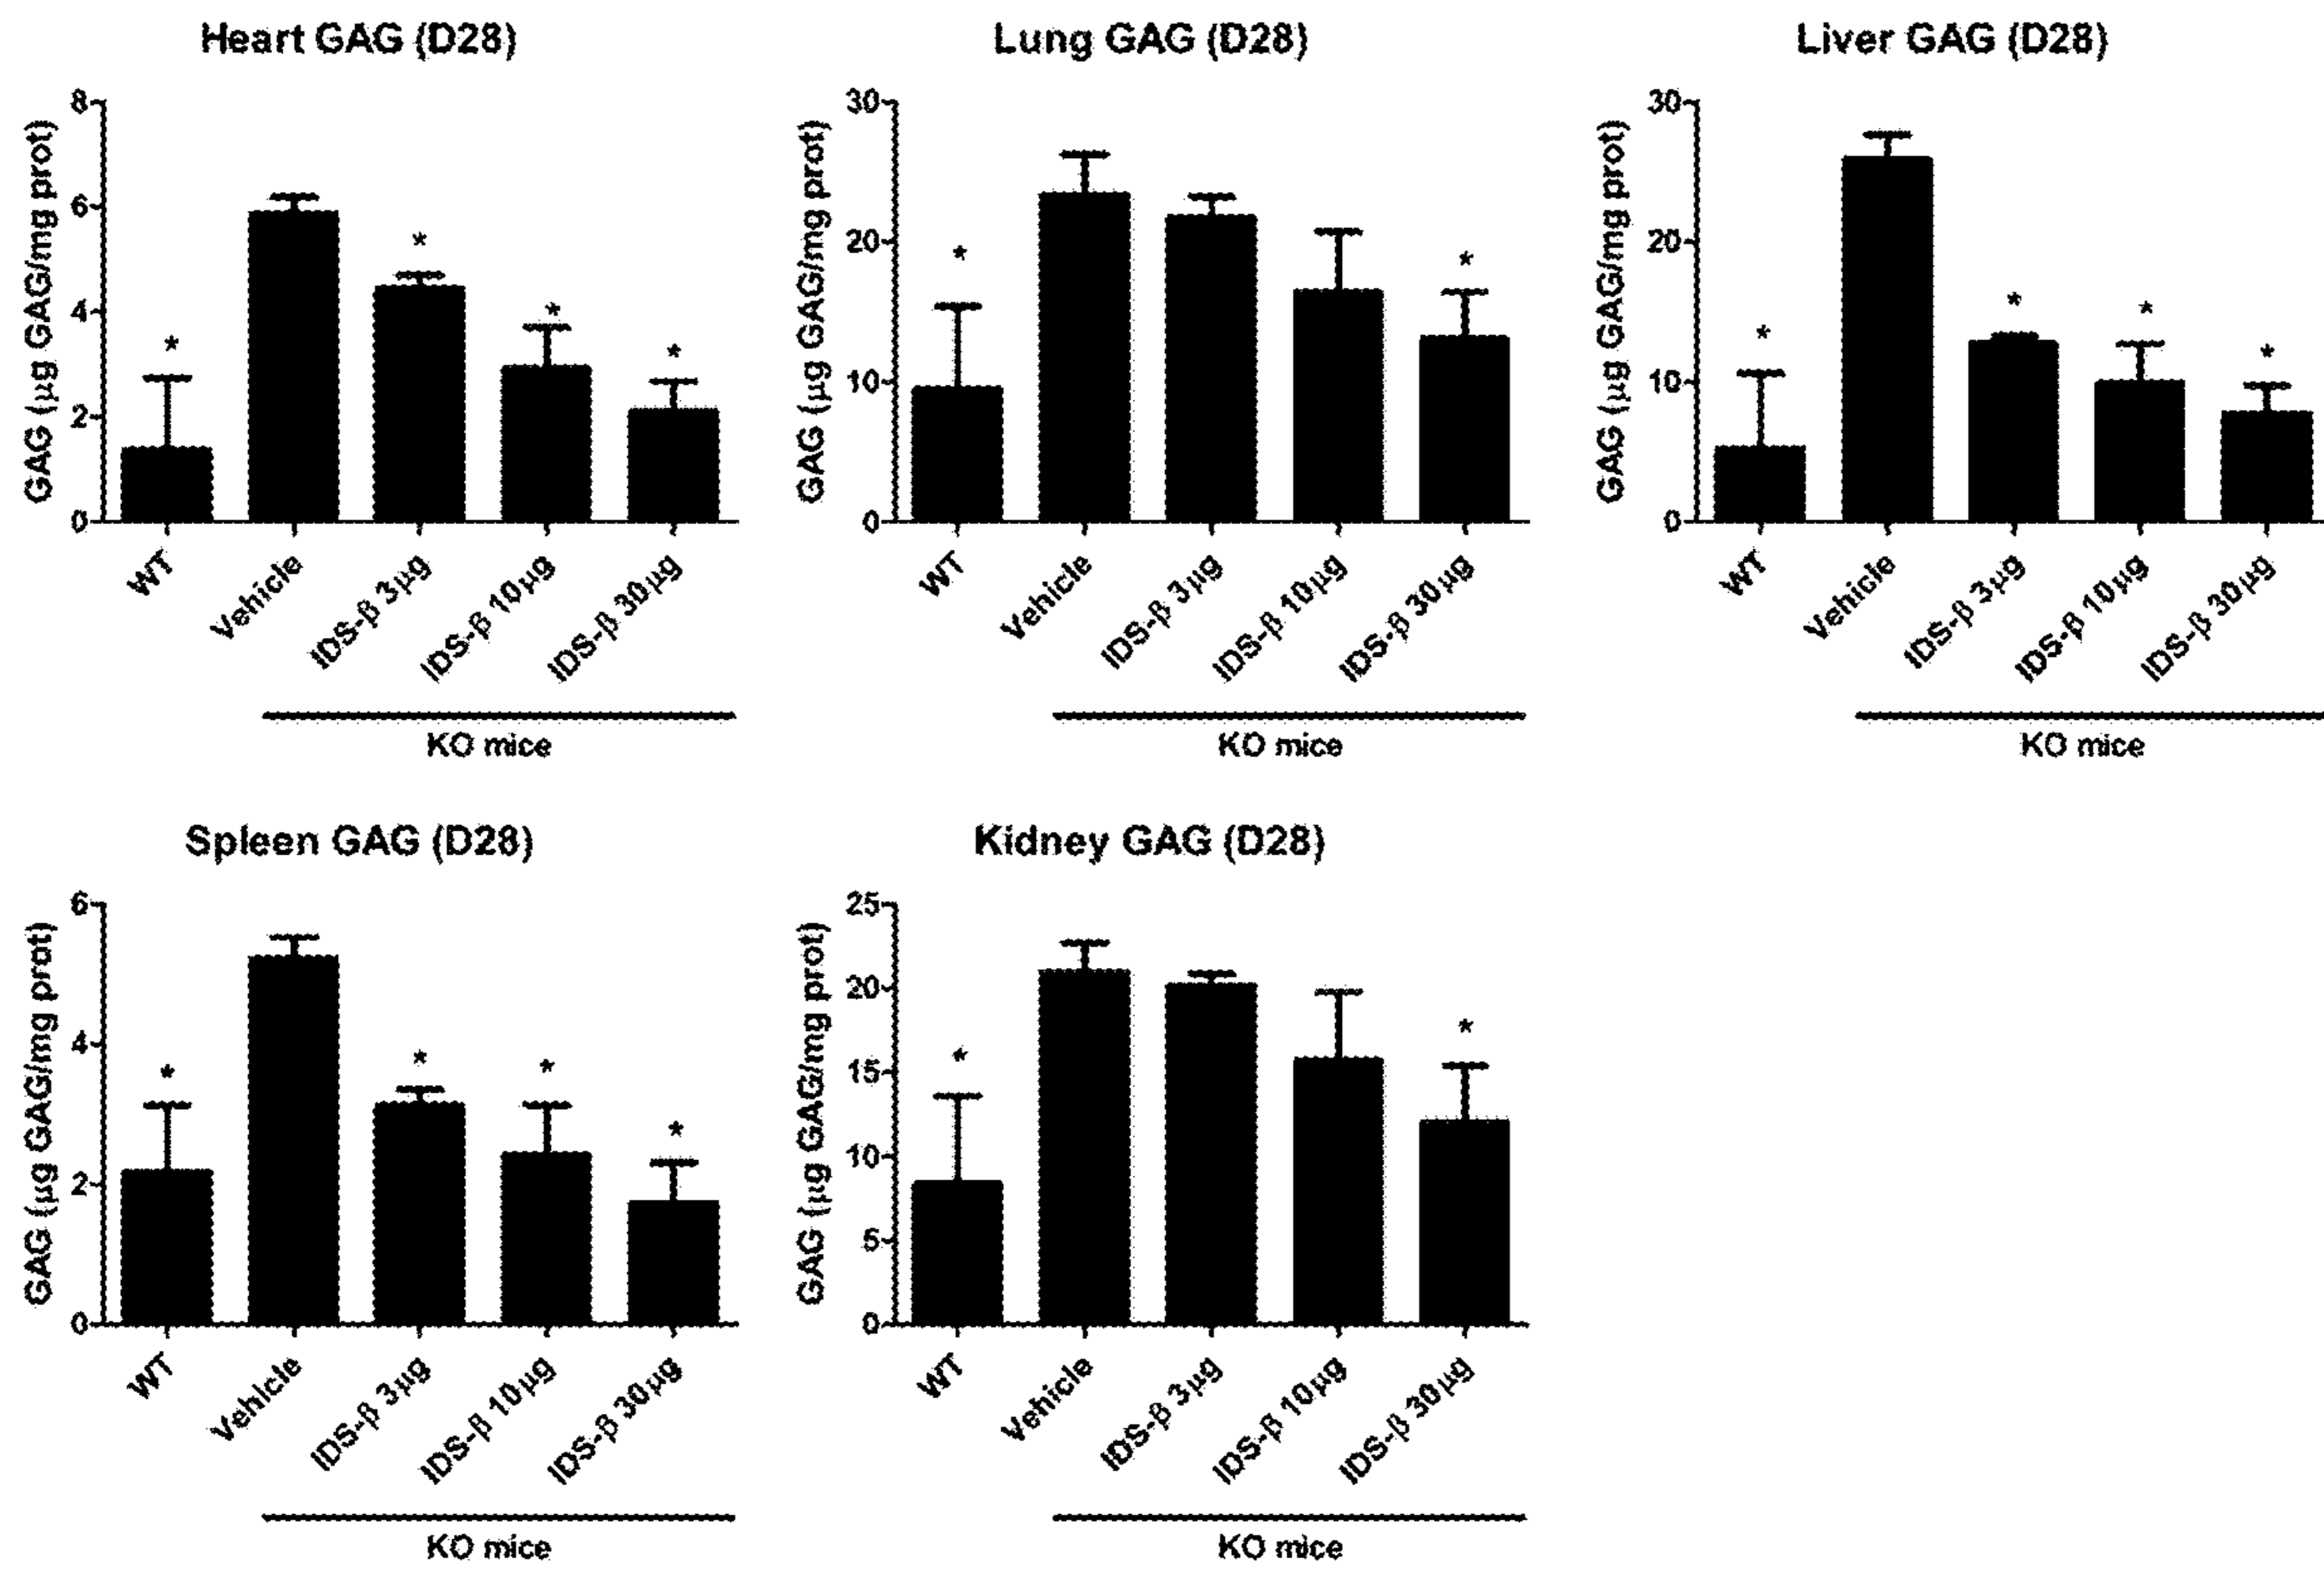 Heart GAG (D28)
GAG (µg GAG/mg prot)
8
6
4
2
0
*
*
*
*
WT
Vehicle
IDS-β 3µg
IDS-β 10µg
IDS-β 30µg
KO mice
Lung GAG (D28)
GAG (µg GAG/mg prot)
30
20
10
0
*
*
WT
Vehicle
IDS-β 3µg
IDS-β 10µg
IDS-β 30µg
KO mice
Liver GAG (D28)
GAG (µg GAG/mg prot)
30
20
10
0
*
*
*
*
WT
Vehicle
IDS-β 3µg
IDS-β 10µg
IDS-β 30µg
KO mice
Spleen GAG (D28)
GAG (µg GAG/mg prot)
6
4
2
0
*
*
*
*
WT
Vehicle
IDS-β 3µg
IDS-β 10µg
IDS-β 30µg
KO mice
Kidney GAG (D28)
GAG (µg GAG/mg prot)
25
20
15
10
5
0
*
*
WT
Vehicle
IDS-β 3µg
IDS-β 10µg
IDS-β 30µg
KO mice